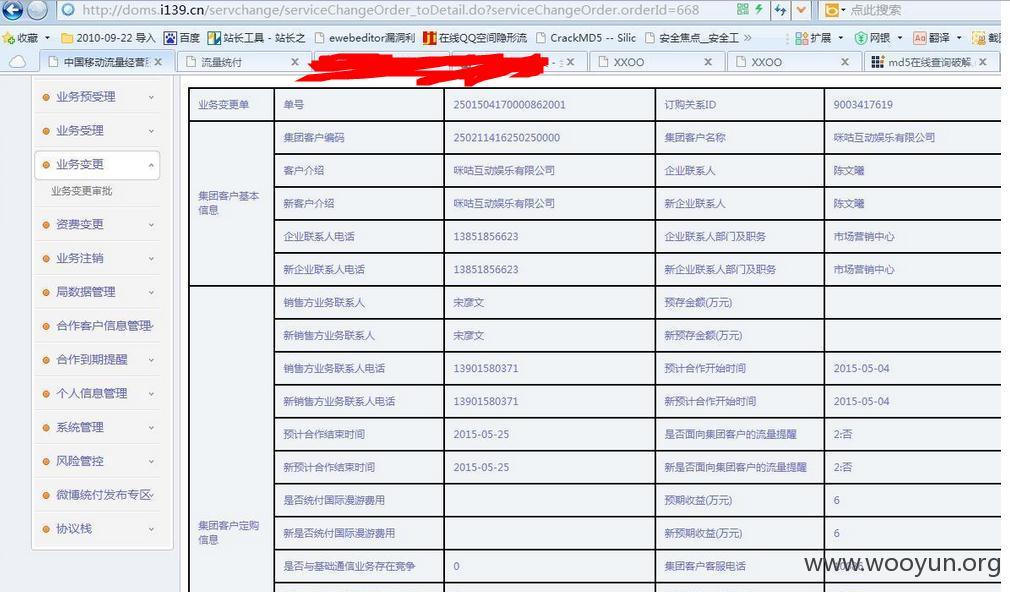 http://doms.i139.cn/servchange/serviceChangeOrder_toDetail.do?serviceChangeOrder.orderId=668 点此搜索
收藏 2010-09-22 导入 百度 站长工具 - 站长之 ewebeditor漏洞利 在线QQ空间隐形流 CrackMD5 -- Silic 安全焦点__安全工 » 扩展 网银 翻译
中国移动流量经营 流量统付 XXOO XXOO md5在线查询破解
业务预受理
业务受理
业务变更
业务变更审批
资费变更
业务注销
局数据管理
合作客户信息管理
合作到期提醒
个人信息管理
系统管理
风险管控
微博统付发布专区
协议栈
业务变更单 单号 2501504170000862001 订购关系ID 9003417619
集团客户基本信息
集团客户编码 250211416250250000 集团客户名称 咪咕互动娱乐有限公司
客户介绍 咪咕互动娱乐有限公司 企业联系人 陈文曦
新客户介绍 咪咕互动娱乐有限公司 新企业联系人 陈文曦
企业联系人电话 13851856623 企业联系人部门及职务 市场营销中心
新企业联系人电话 13851856623 新企业联系人部门及职务 市场营销中心
集团客户定购信息
销售方业务联系人 宋彦文 预存金额(万元)
新销售方业务联系人 宋彦文 新预存金额(万元)
销售方业务联系人电话 13901580371 预计合作开始时间 2015-05-04
新销售方业务联系人电话 13901580371 新预计合作开始时间 2015-05-04
预计合作结束时间 2015-05-25 是否面向集团客户的流量提醒 2:否
新预计合作结束时间 2015-05-25 新是否面向集团客户的流量提醒 2:否
是否统付国际漫游费用 预期收益(万元) 6
新是否统付国际漫游费用 新预期收益(万元) 6
是否与基础通信业务存在竞争 0 集团客户客服电话
www.wooyun.org